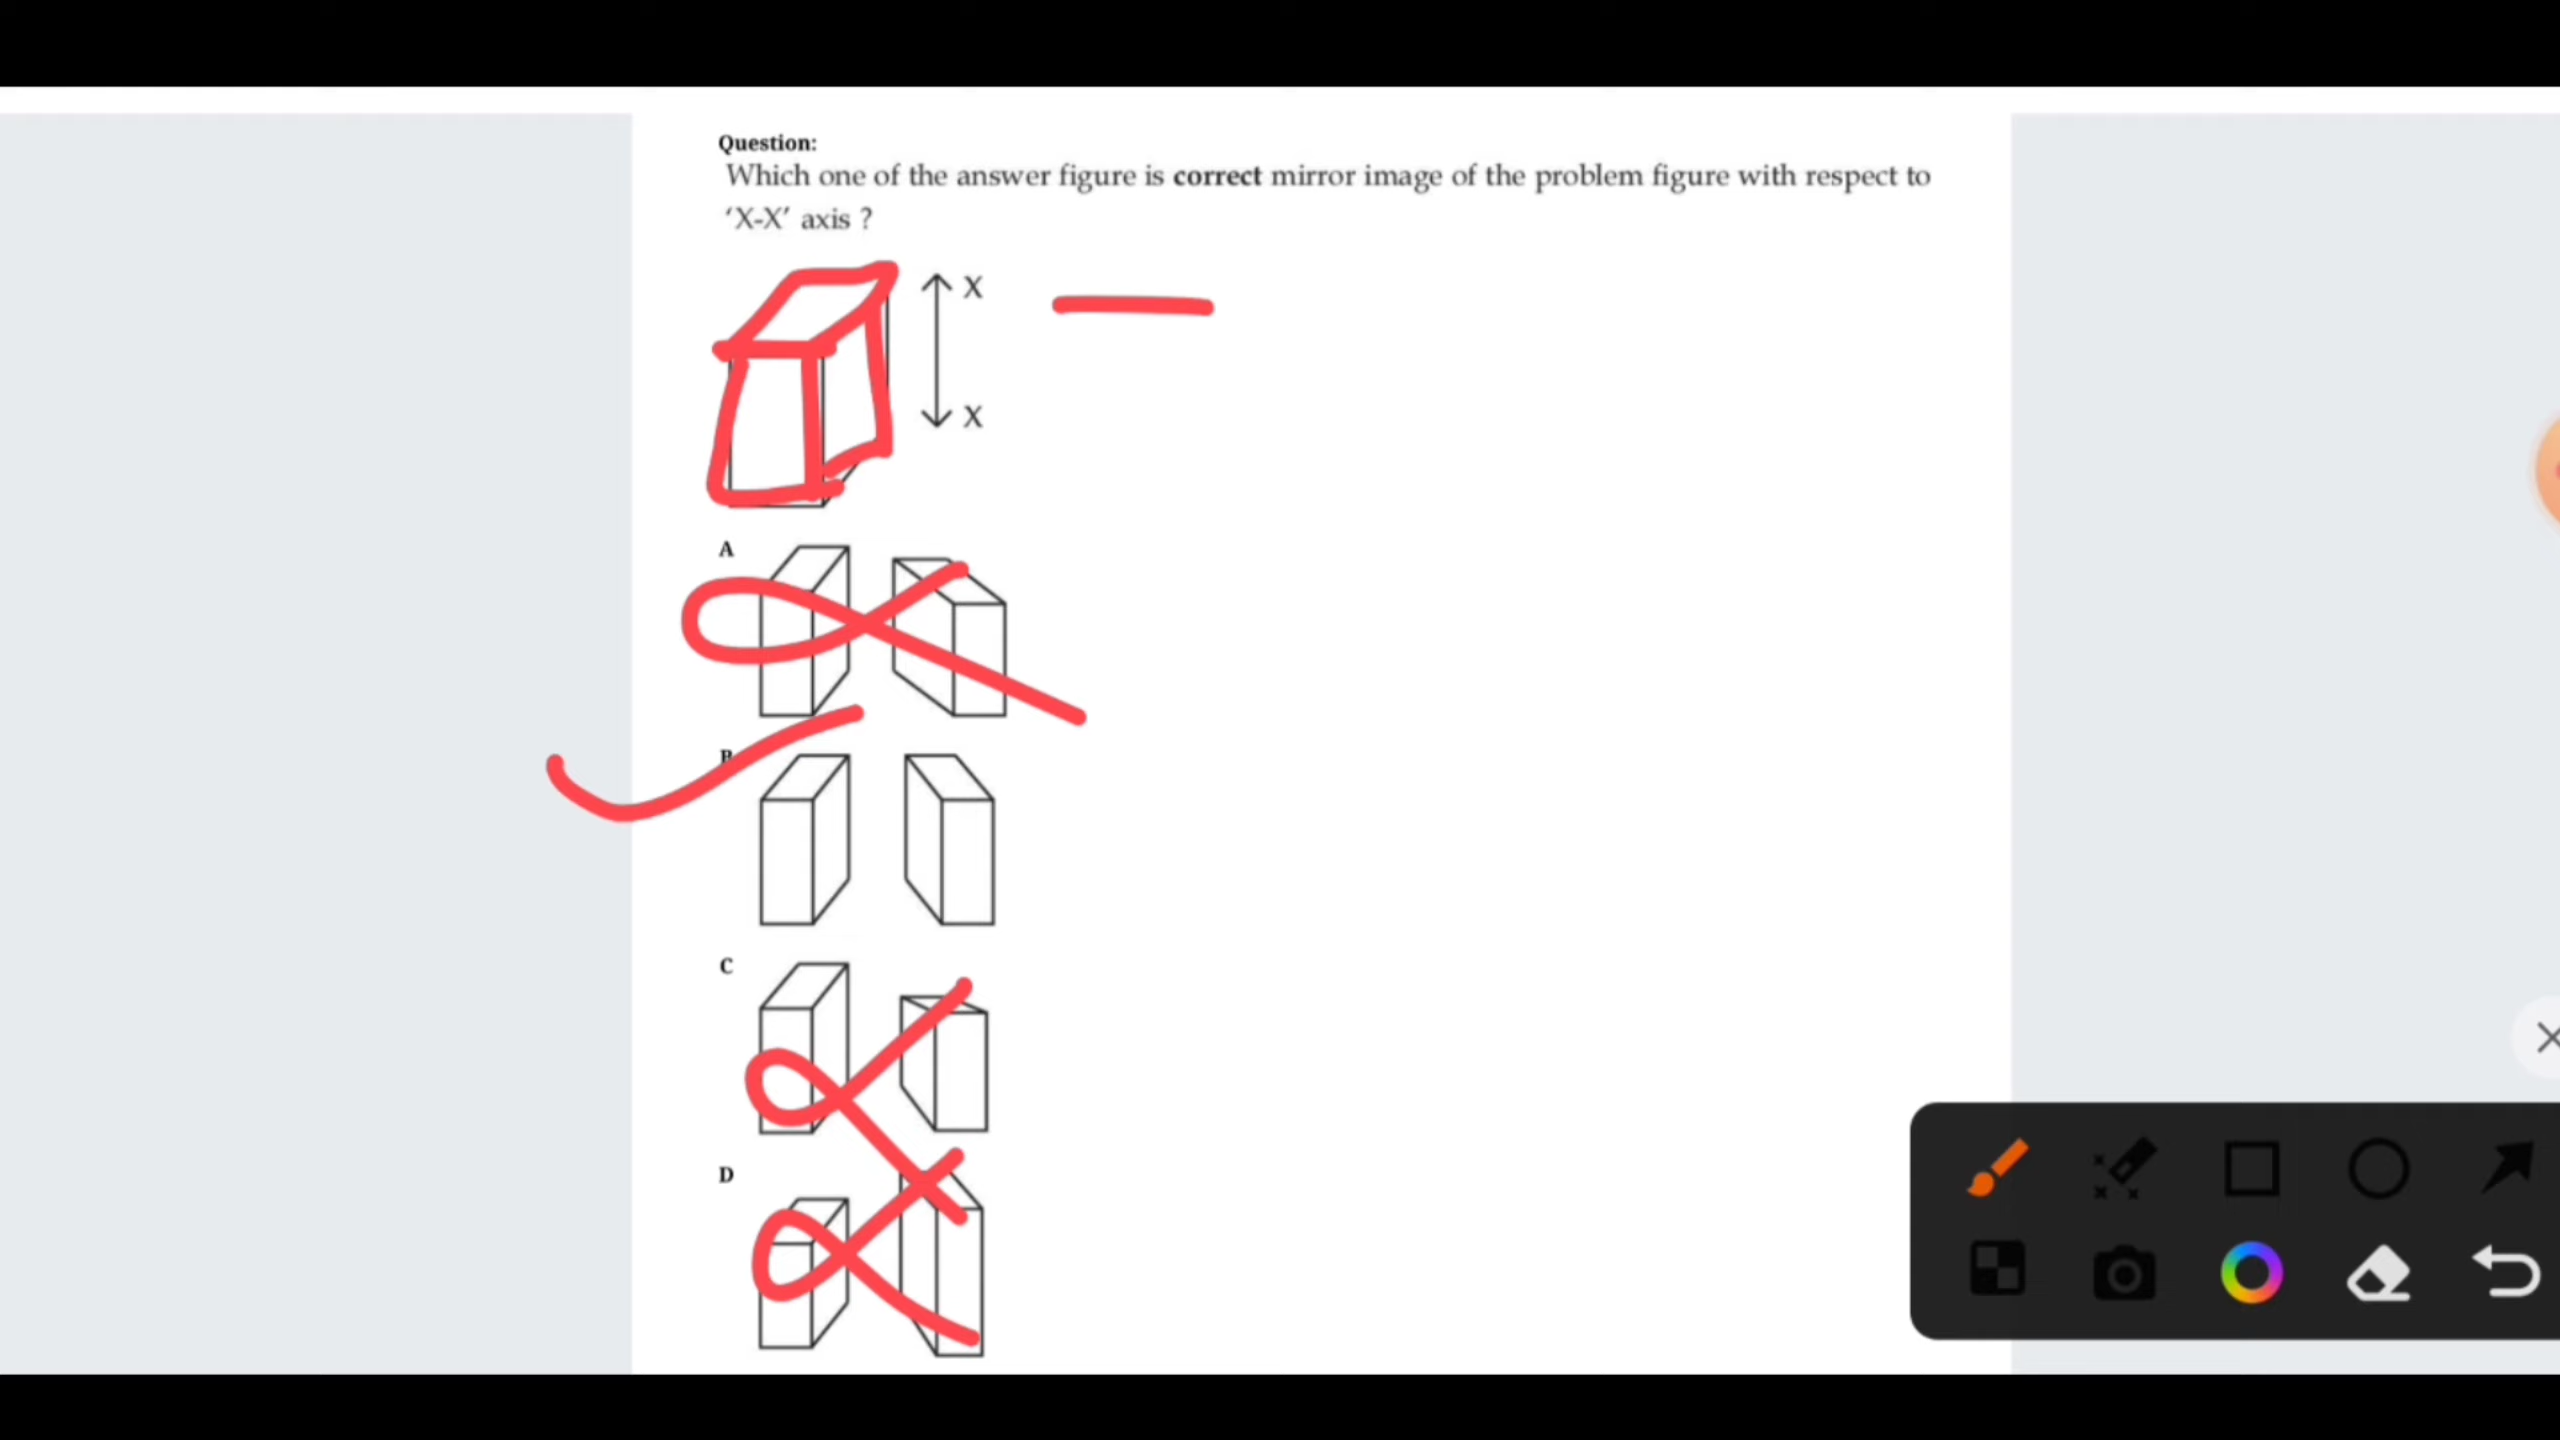 Question:
Which one of the answer figure is correct mirror image of the problem figure with respect to
‘X-X’ axis ?
X
X
A
B
C
D